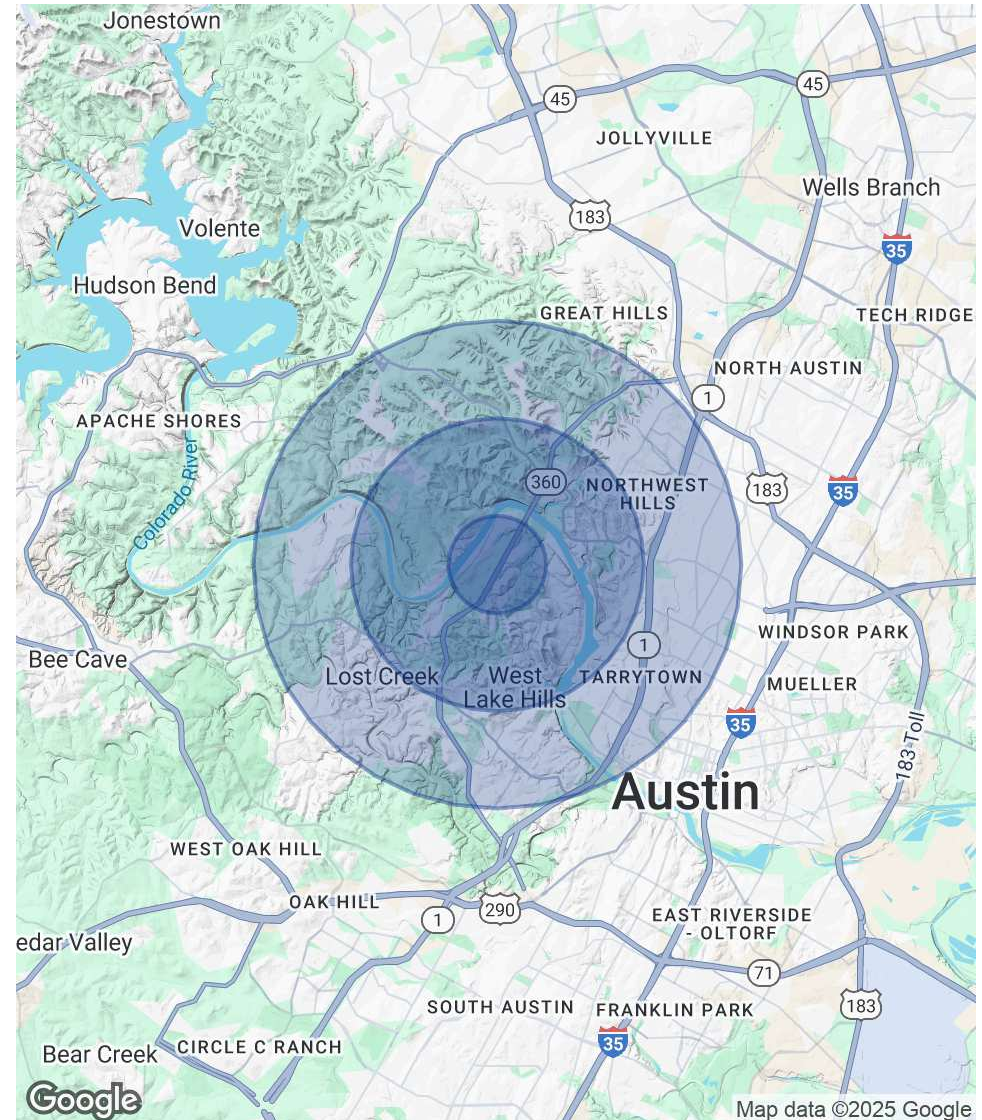 Jonestown
45
45
JOLLYVILLE
Wells Branch
183
Volente
35
Hudson Bend
GREAT HILLS
TECH RIDGE
NORTH AUSTIN
1
APACHE SHORES
Colorado River
360
NORTHWEST
HILLS
183
35
WINDSOR PARK
1
Bee Cave
Lost Creek
West
Lake Hills
TARRYTOWN
MUELLER
35
183 Toll
Austin
WEST OAK HILL
OAK HILL
290
1
EAST RIVERSIDE
- OLTORF
edar Valley
71
183
SOUTH AUSTIN
FRANKLIN PARK
35
Bear Creek
CIRCLE C RANCH
Google
Map data ©2025 Google